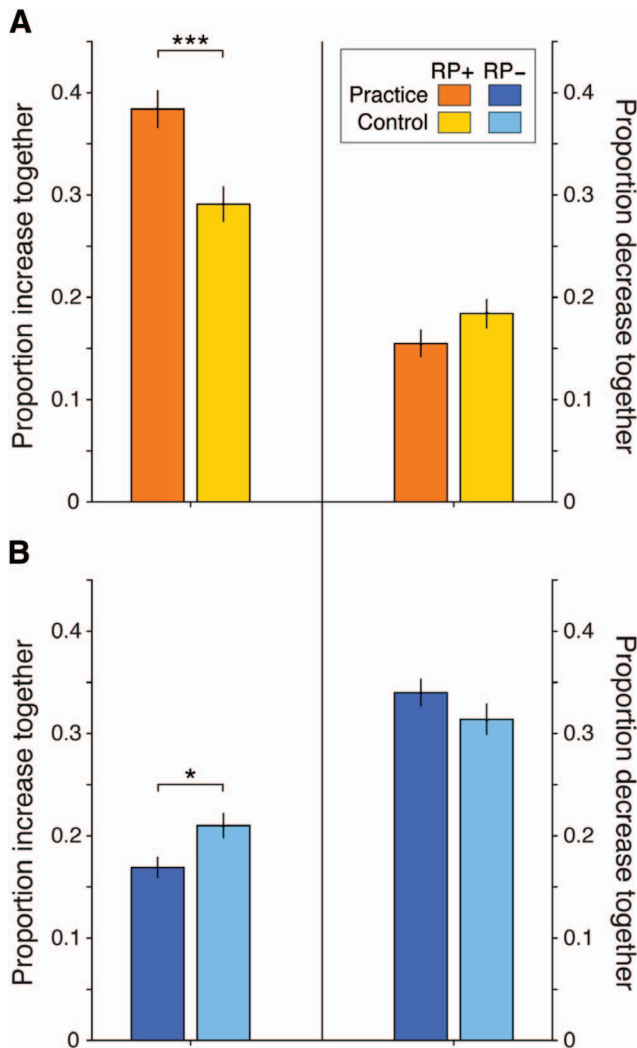 A
***
RP+ RP–
Practice
Control
Proportion increase together
0.4
0.3
0.2
0.1
0
Proportion decrease together
0.4
0.3
0.2
0.1
0
B
*
Proportion increase together
0.4
0.3
0.2
0.1
0
Proportion decrease together
0.4
0.3
0.2
0.1
0